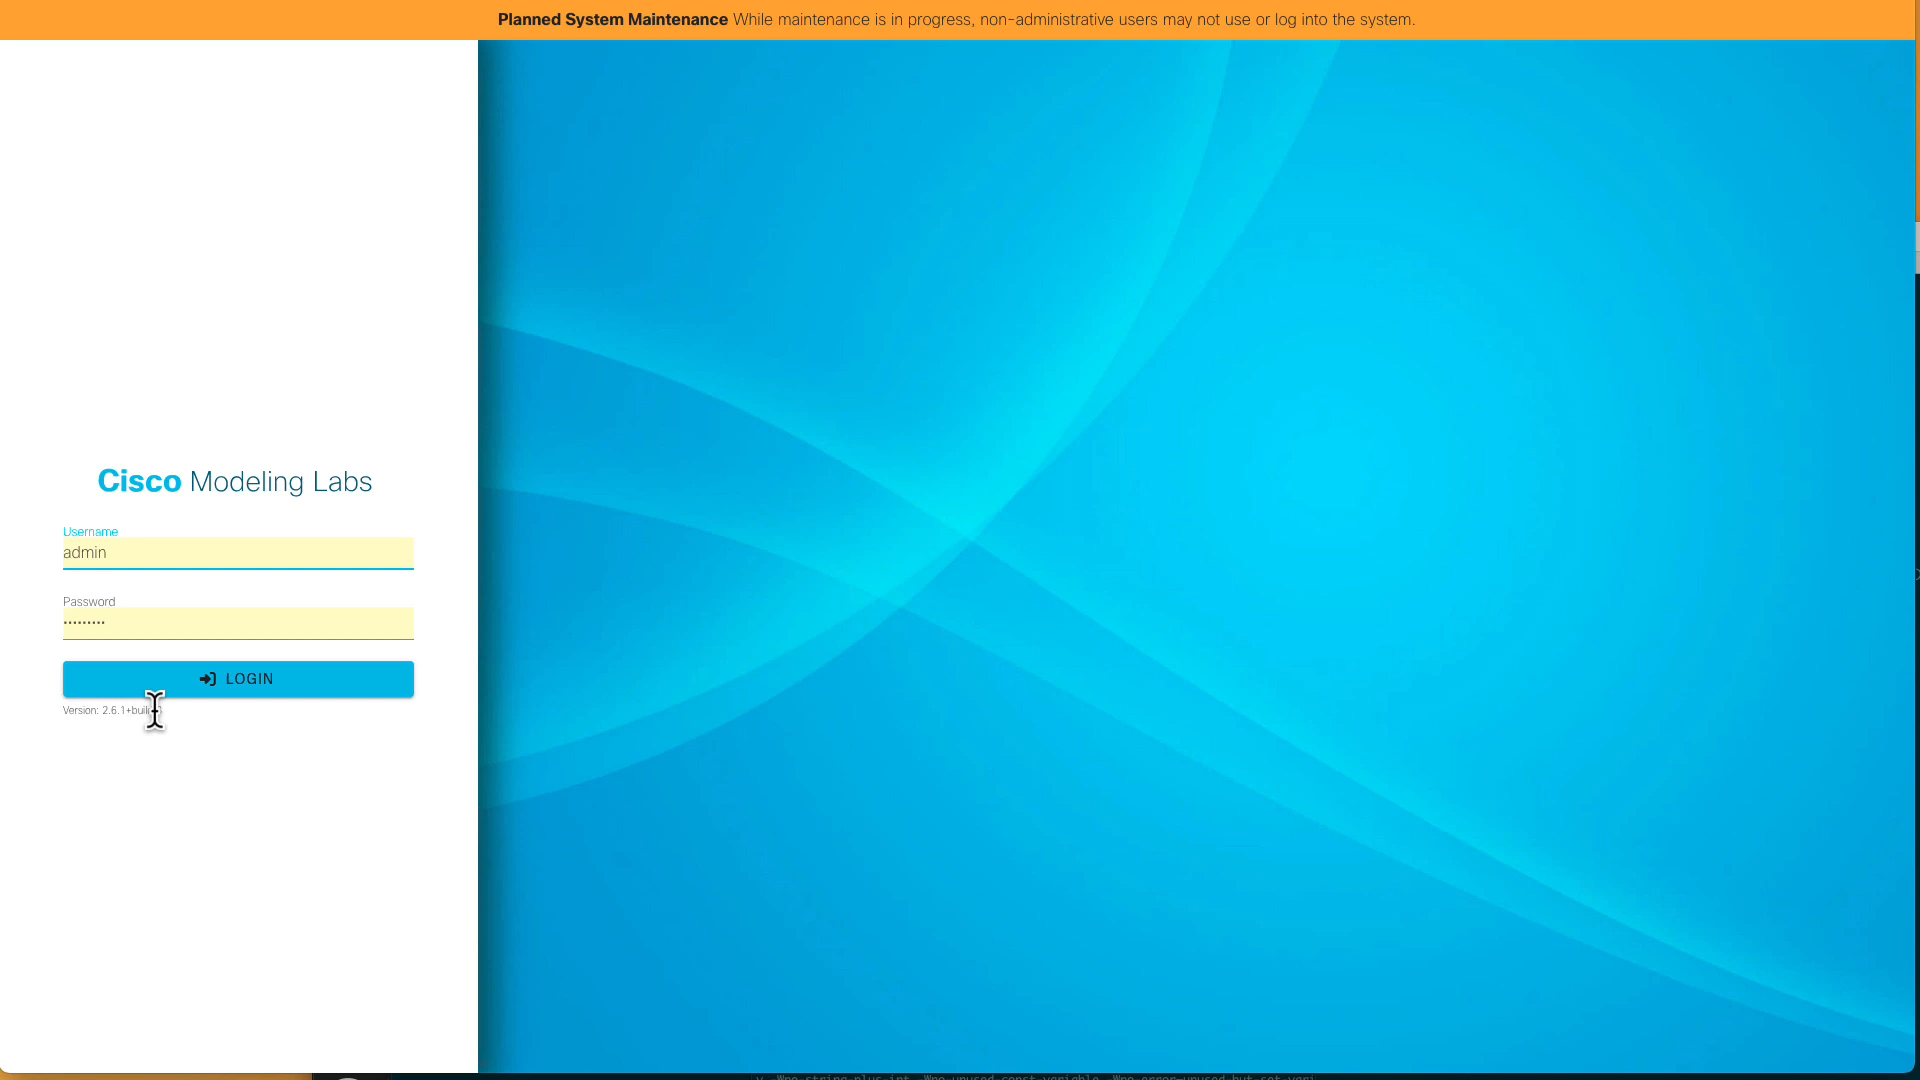 Planned System Maintenance While maintenance is in progress, non-administrative users may not use or log into the system.
Cisco Modeling Labs
Username
admin
Password
•••••••••
LOGIN
Version: 2.6.1+build